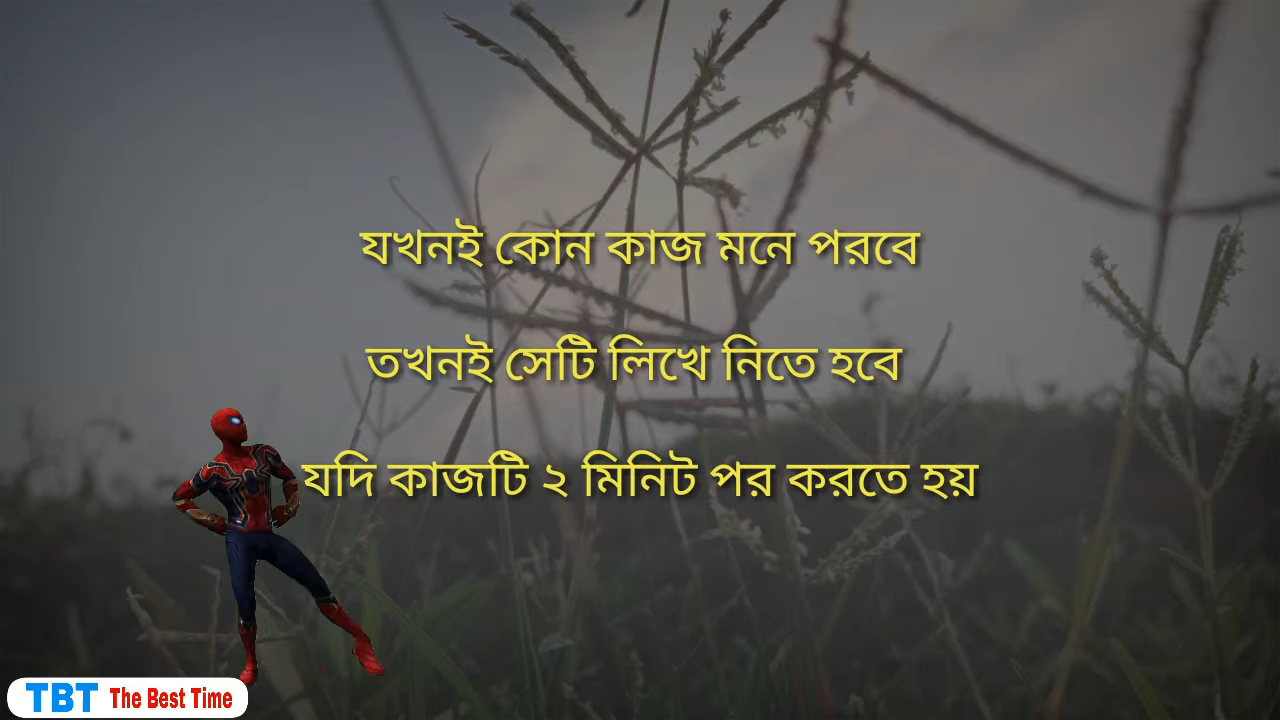 যখনই কোন কাজ মনে পরবে
তখনই সেটি লিখে নিতে হবে
যদি কাজটি ২ মিনিট পর করতে হয়
TBT The Best Time